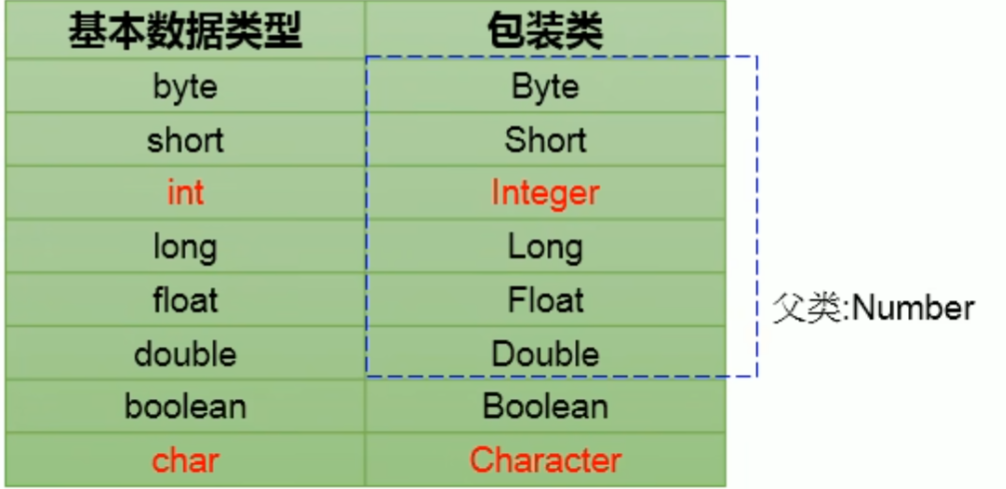 基本数据类型 包装类
byte Byte
short Short
int Integer
long Long
float Float
double Double
boolean Boolean
char Character
父类:Number